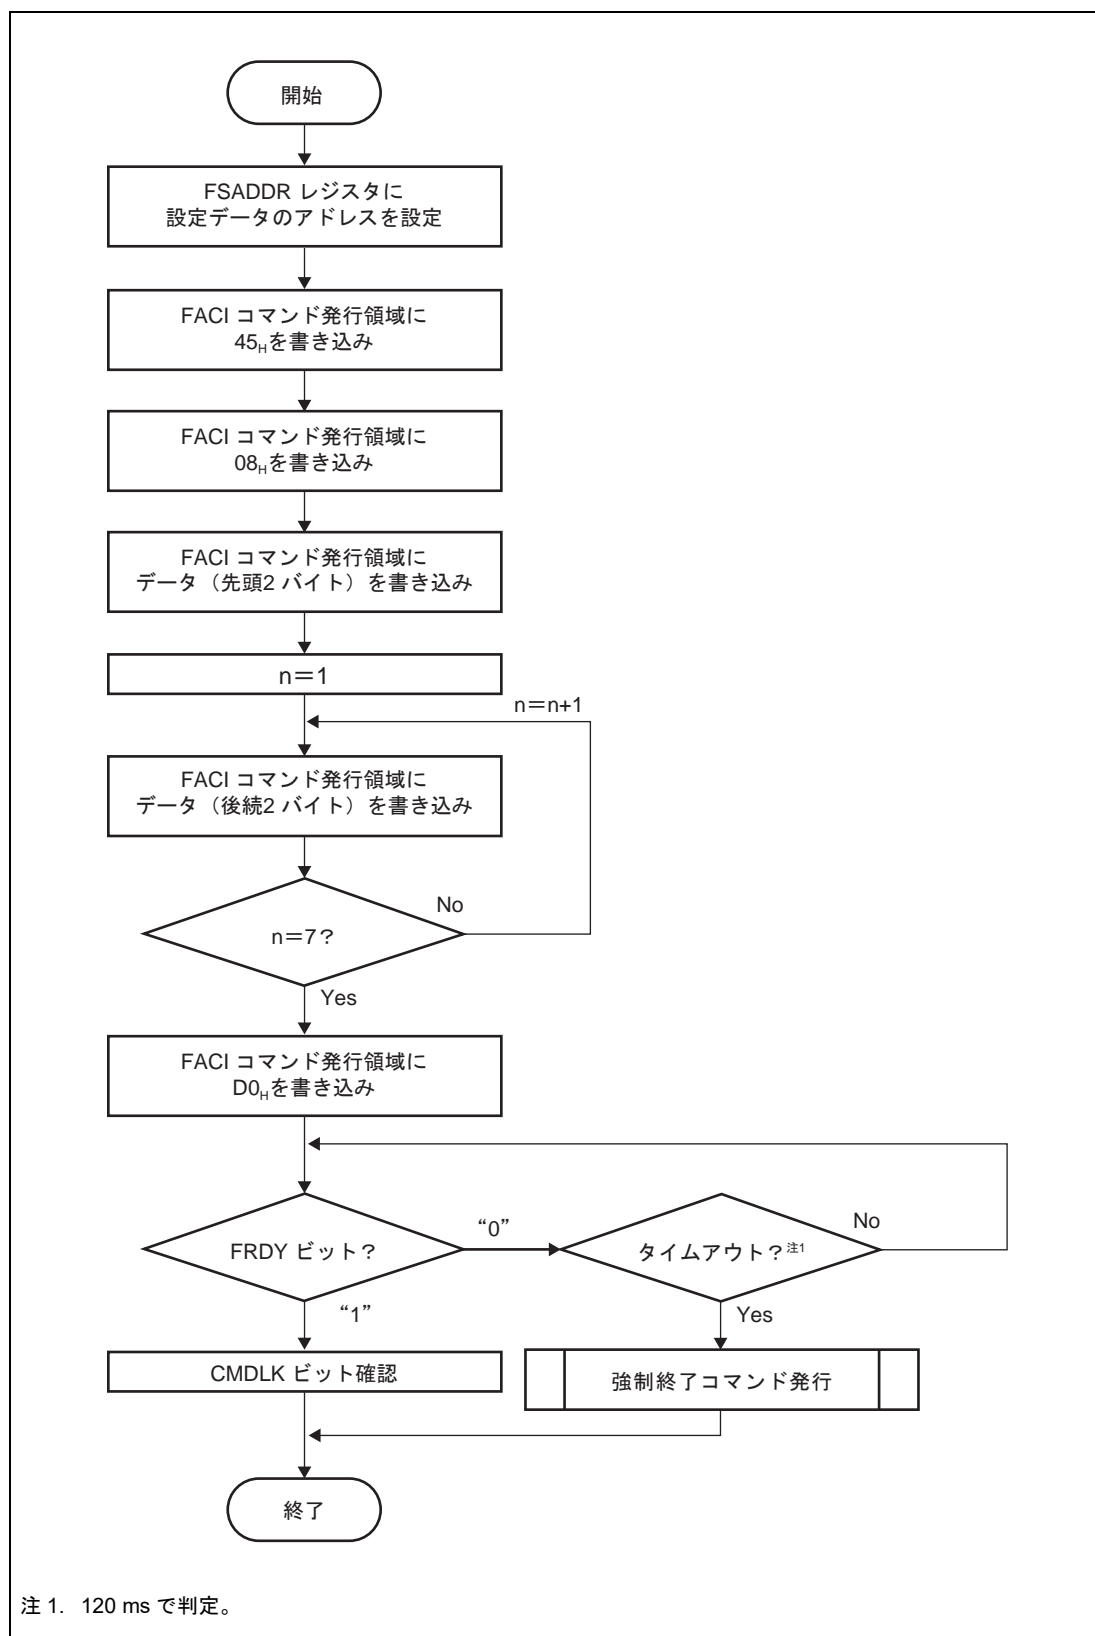 開始
FSADDR レジスタに
設定データのアドレスを設定
FACI コマンド発行領域に
45Hを書き込み
FACI コマンド発行領域に
08Hを書き込み
FACI コマンド発行領域に
データ（先頭2 バイト）を書き込み
n＝1
n＝n+1
FACI コマンド発行領域に
データ（後続2 バイト）を書き込み
n＝7？
No
Yes
FACI コマンド発行領域に
D0Hを書き込み
FRDY ビット？
“0”
タイムアウト？注1
No
“1”
Yes
CMDLK ビット確認
強制終了コマンド発行
終了
注 1. 120 ms で判定。